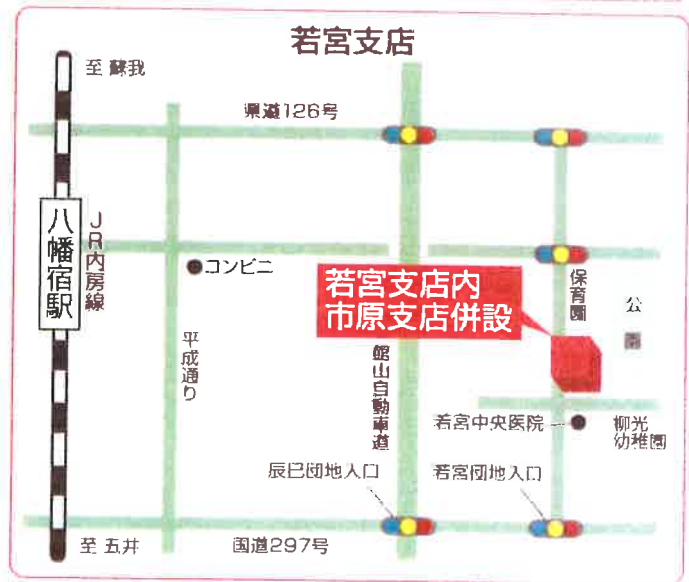 若宮支店
至 蘇我
県道126号
八幡宿駅
JR内房線
コンビニ
若宮支店内
市原支店併設
保育園
公園
平成通り
館山自動車道
若宮中央医院
柳光
幼稚園
辰巳団地入口
若宮団地入口
至 五井
国道297号